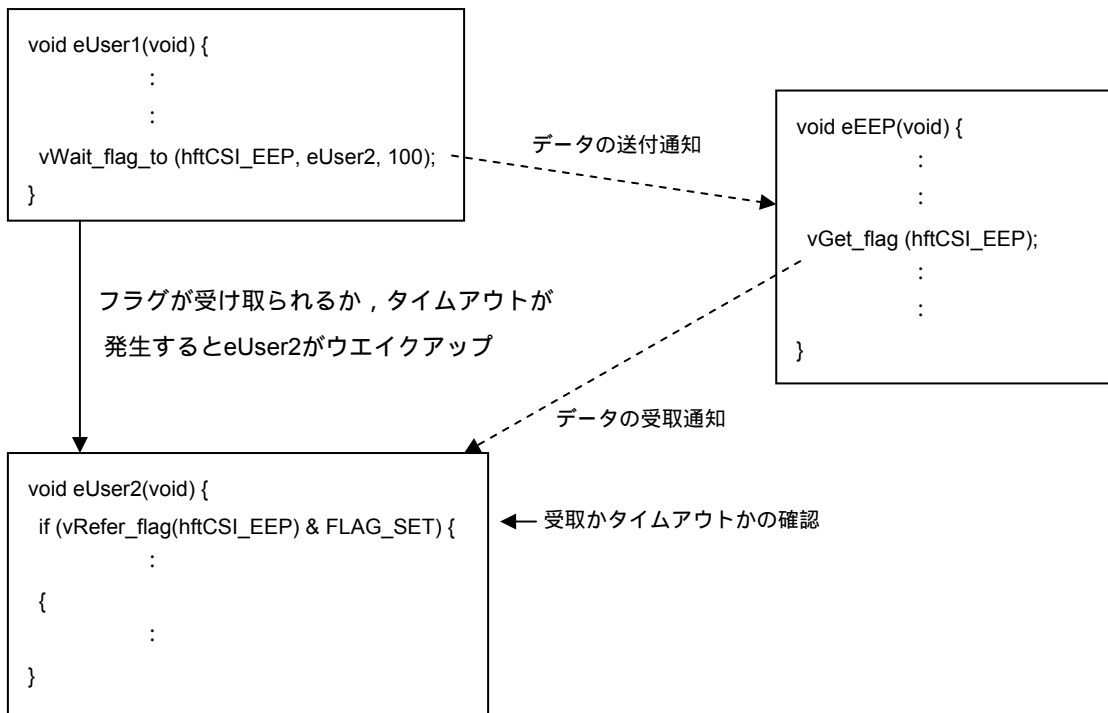 void eUser1(void) {
:
:
vWait_flag_to (hftCSI_EEP, eUser2, 100);
}
データの送付通知
void eEEP(void) {
:
:
vGet_flag (hftCSI_EEP);
:
:
}
フラグが受け取られるか，タイムアウトが
発生するとeUser2がウエイクアップ
データの受取通知
void eUser2(void) {
if (vRefer_flag(hftCSI_EEP) & FLAG_SET) {
:
{
:
}
受取かタイムアウトかの確認